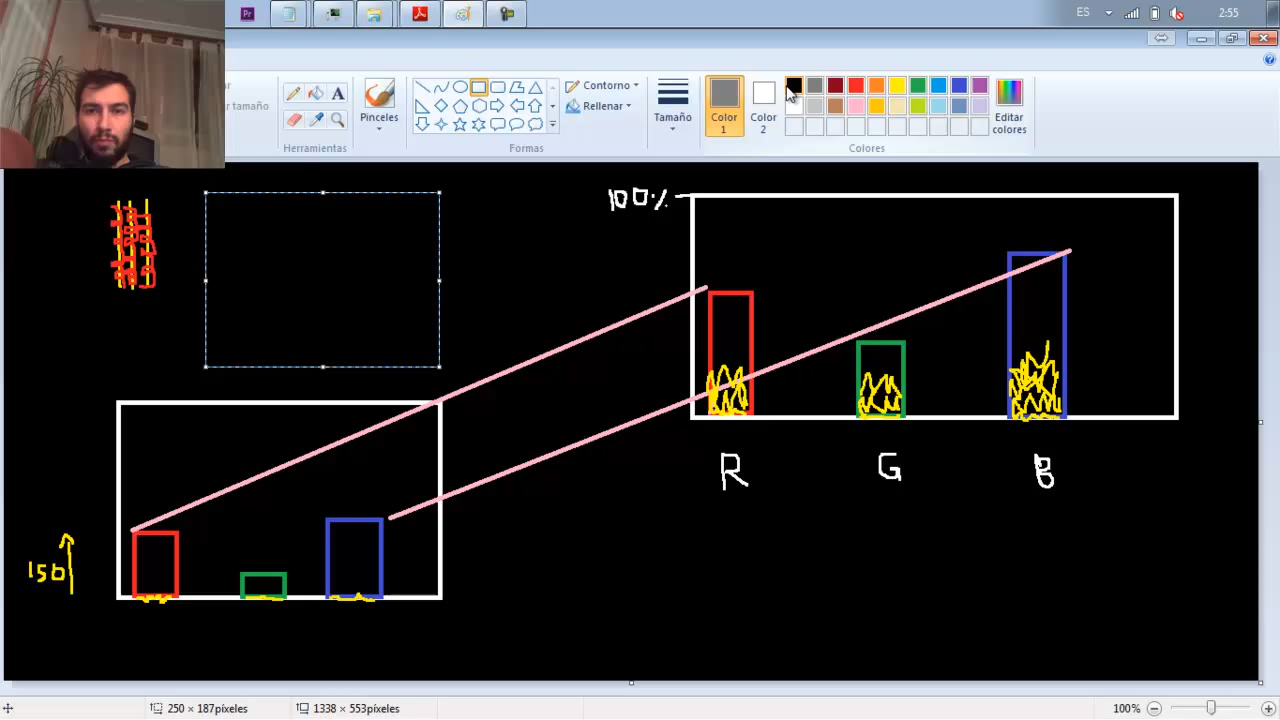 ES 2:55
Contorno
Rellenar
tamaño
Pinceles
Tamaño
Color
1
Color
2
Editar
colores
A
Herramientas
Formas
Colores
100%
R G B
150
250 × 187píxeles
1338 × 553píxeles
100%